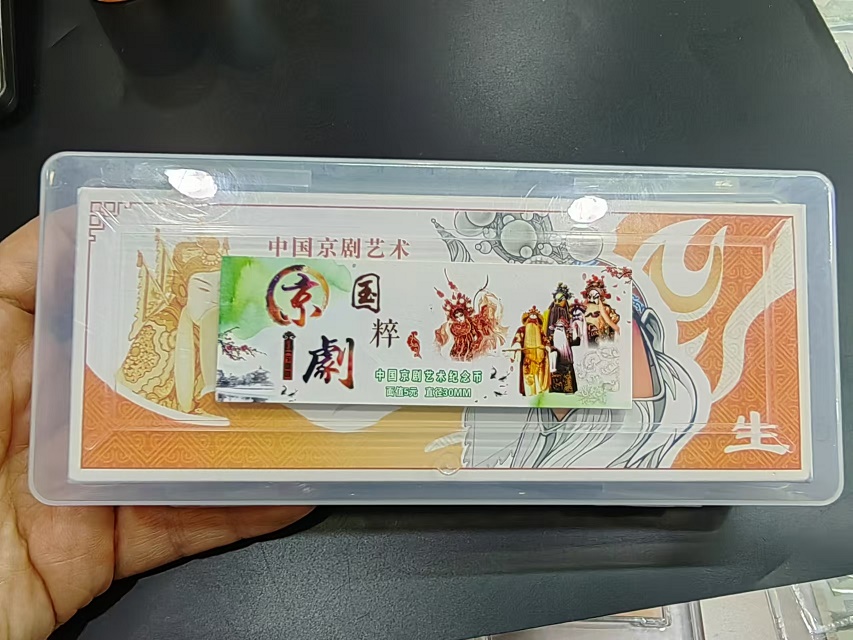 中国京剧艺术
京劇
国粹
中国京剧艺术纪念币
面值5元 直径30MM
生